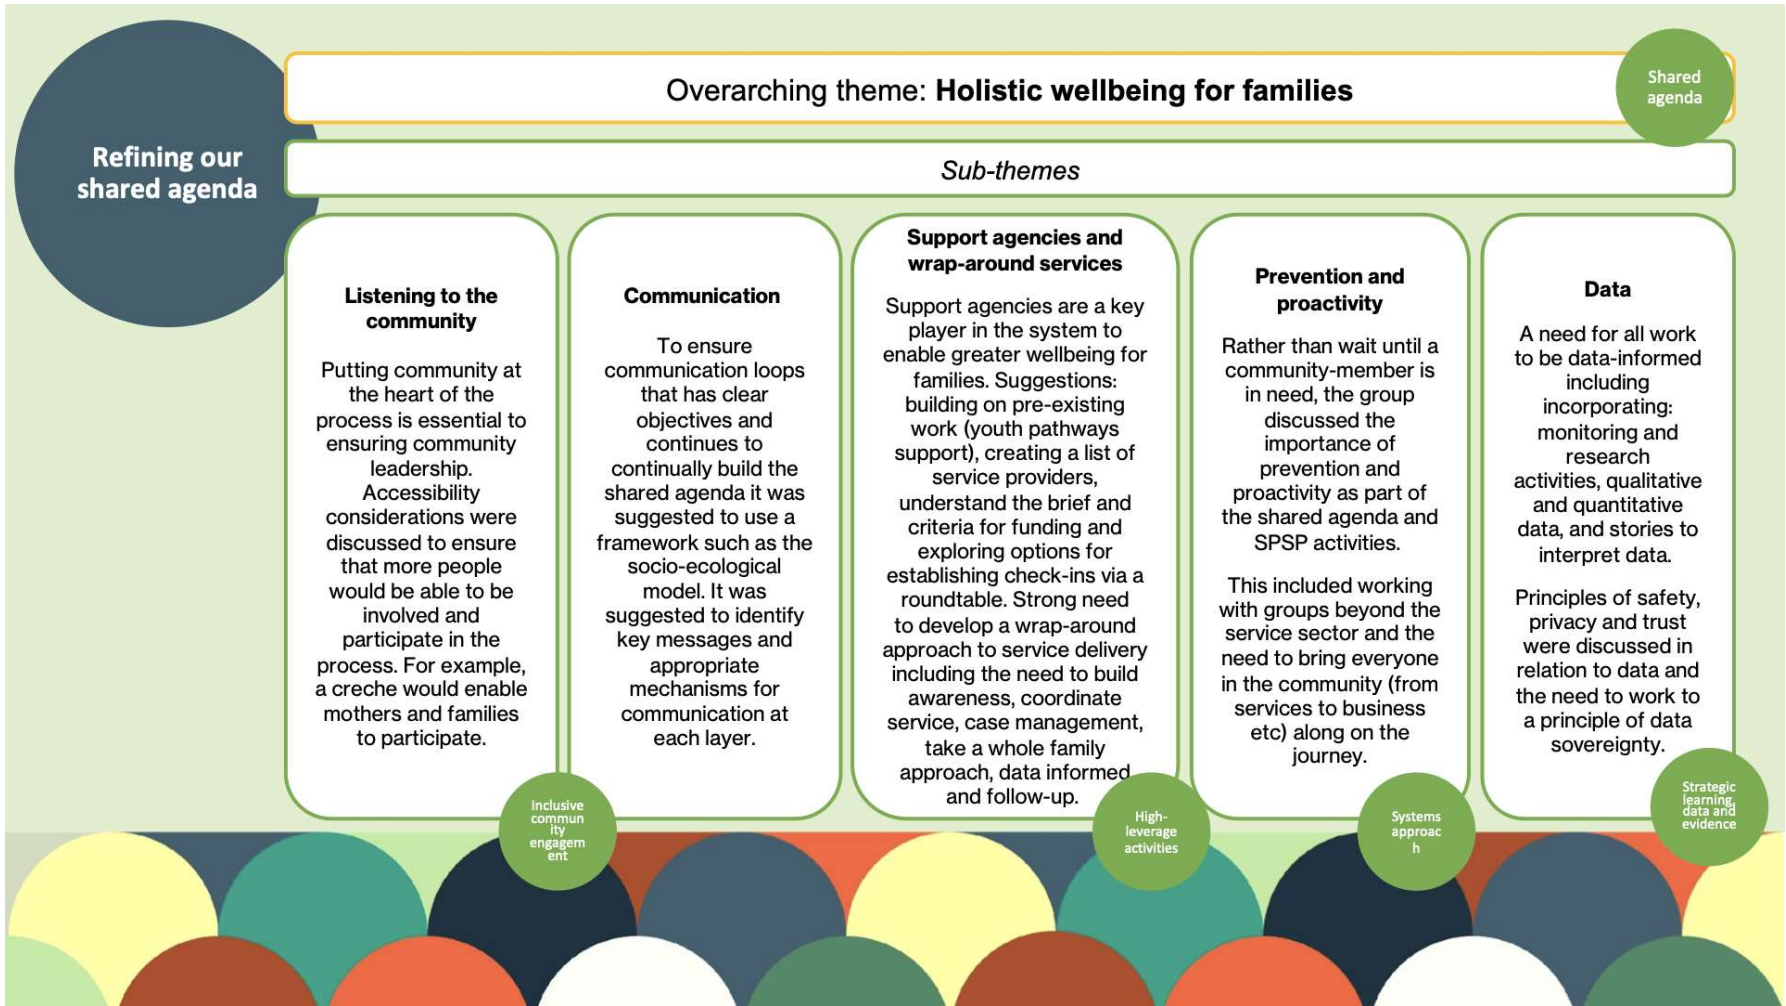 Refining our
shared agenda
Overarching theme: Holistic wellbeing for families
Shared
agenda
Sub-themes
Listening to the
community
Putting community at
the heart of the
process is essential to
ensuring community
leadership.
Accessibility
considerations were
discussed to ensure
that more people
would be able to be
involved and
participate in the
process. For example,
a creche would enable
mothers and families
to participate.
Inclusive
commun
ity
engagem
ent
Communication
To ensure
communication loops
that has clear
objectives and
continues to
continually build the
shared agenda it was
suggested to use a
framework such as the
socio-ecological
model. It was
suggested to identify
key messages and
appropriate
mechanisms for
communication at
each layer.
Support agencies and
wrap-around services
Support agencies are a key
player in the system to
enable greater wellbeing for
families. Suggestions:
building on pre-existing
work (youth pathways
support), creating a list of
service providers,
understand the brief and
criteria for funding and
exploring options for
establishing check-ins via a
roundtable. Strong need
to develop a wrap-around
approach to service delivery
including the need to build
awareness, coordinate
service, case management,
take a whole family
approach, data informed
and follow-up.
High-
leverage
activities
Prevention and
proactivity
Rather than wait until a
community-member is
in need, the group
discussed the
importance of
prevention and
proactivity as part of
the shared agenda and
SPSP activities.
This included working
with groups beyond the
service sector and the
need to bring everyone
in the community (from
services to business
etc) along on the
journey.
Systems
approac
h
Data
A need for all work
to be data-informed
including
incorporating:
monitoring and
research
activities, qualitative
and quantitative
data, and stories to
interpret data.
Principles of safety,
privacy and trust
were discussed in
relation to data and
the need to work to
a principle of data
sovereignty.
Strategic
learning,
data and
evidence